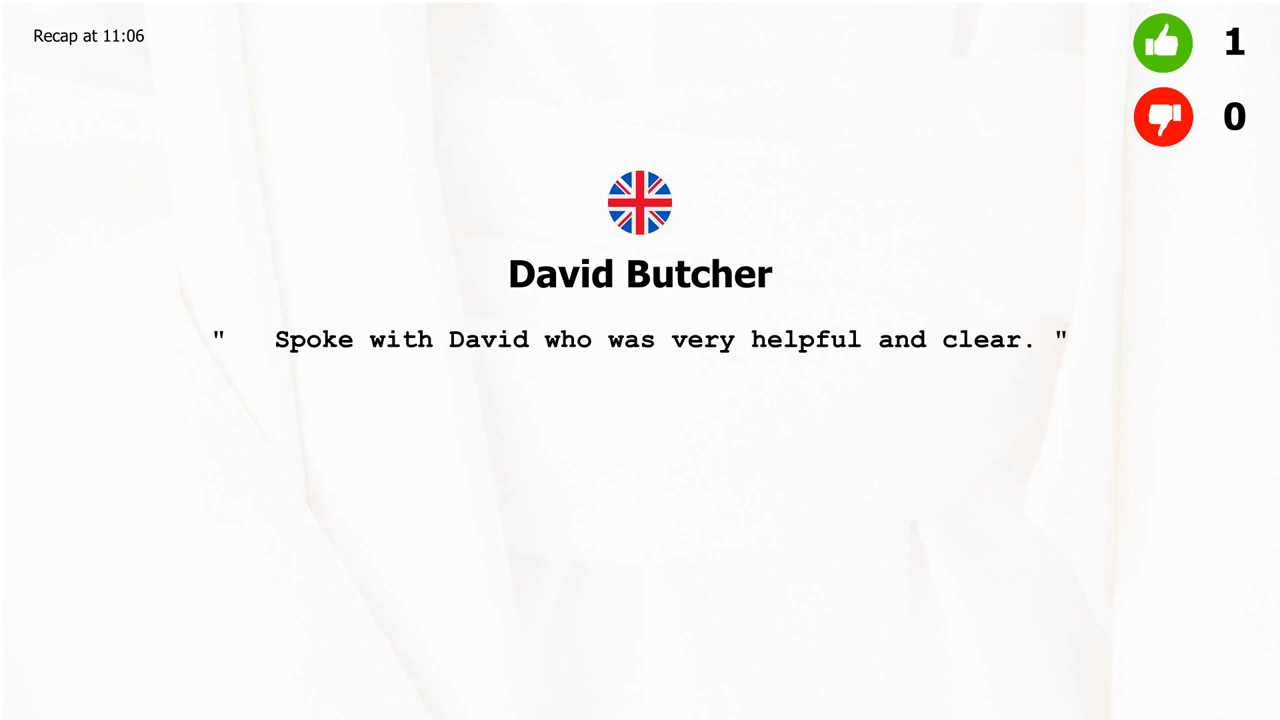 Recap at 11:06
1
0
David Butcher
" Spoke with David who was very helpful and clear. "